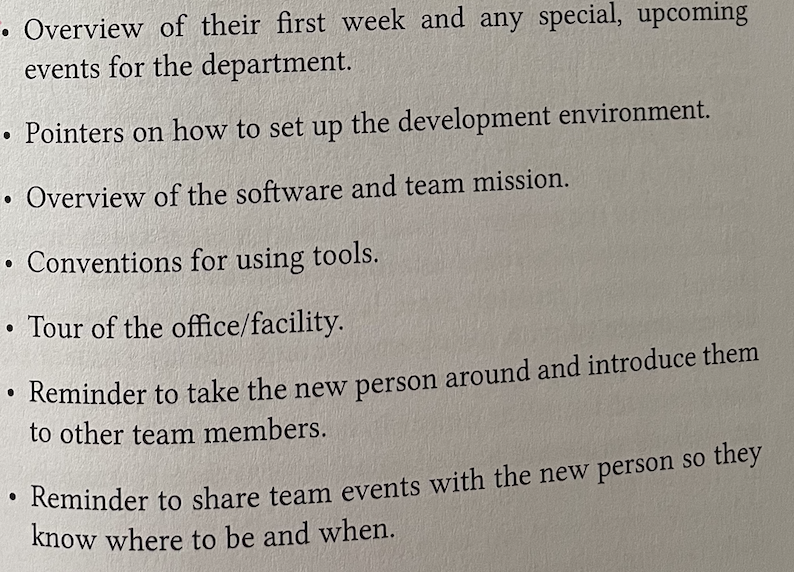 • Overview of their first week and any special, upcoming
events for the department.
• Pointers on how to set up the development environment.
• Overview of the software and team mission.
• Conventions for using tools.
• Tour of the office/facility.
• Reminder to take the new person around and introduce them
to other team members.
• Reminder to share team events with the new person so they
know where to be and when.